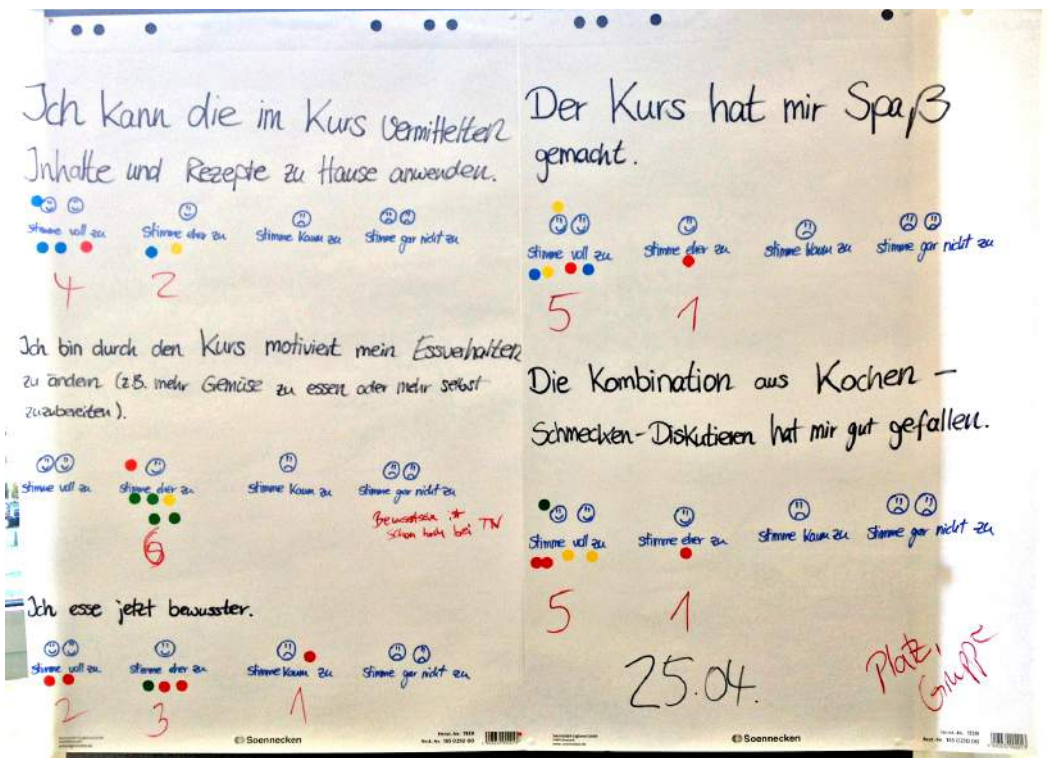 Ich kann die im Kurs vermittelten
Inhalte und Rezepte zu Hause anwenden.
stimme voll zu stimme eher zu stimme kaum zu stimme gar nicht zu
4 2
Ich bin durch den Kurs motiviert mein Essverhalten
zu ändern (z.B. mehr Gemüse zu essen oder mehr selbst
zuzubereiten).
stimme voll zu stimme eher zu stimme kaum zu stimme gar nicht zu
6
Bewusstsein ist
schon hoch bei TN
Ich esse jetzt bewusster.
stimme voll zu stimme eher zu stimme kaum zu stimme gar nicht zu
2 3 1
Soennecken
Der Kurs hat mir Spaß
gemacht.
stimme voll zu stimme eher zu stimme kaum zu stimme gar nicht zu
5 1
Die Kombination aus Kochen -
Schmecken-Diskutieren hat mir gut gefallen.
stimme voll zu stimme eher zu stimme kaum zu stimme gar nicht zu
5 1
25.04.
Platz,
Gruppe
Soennecken